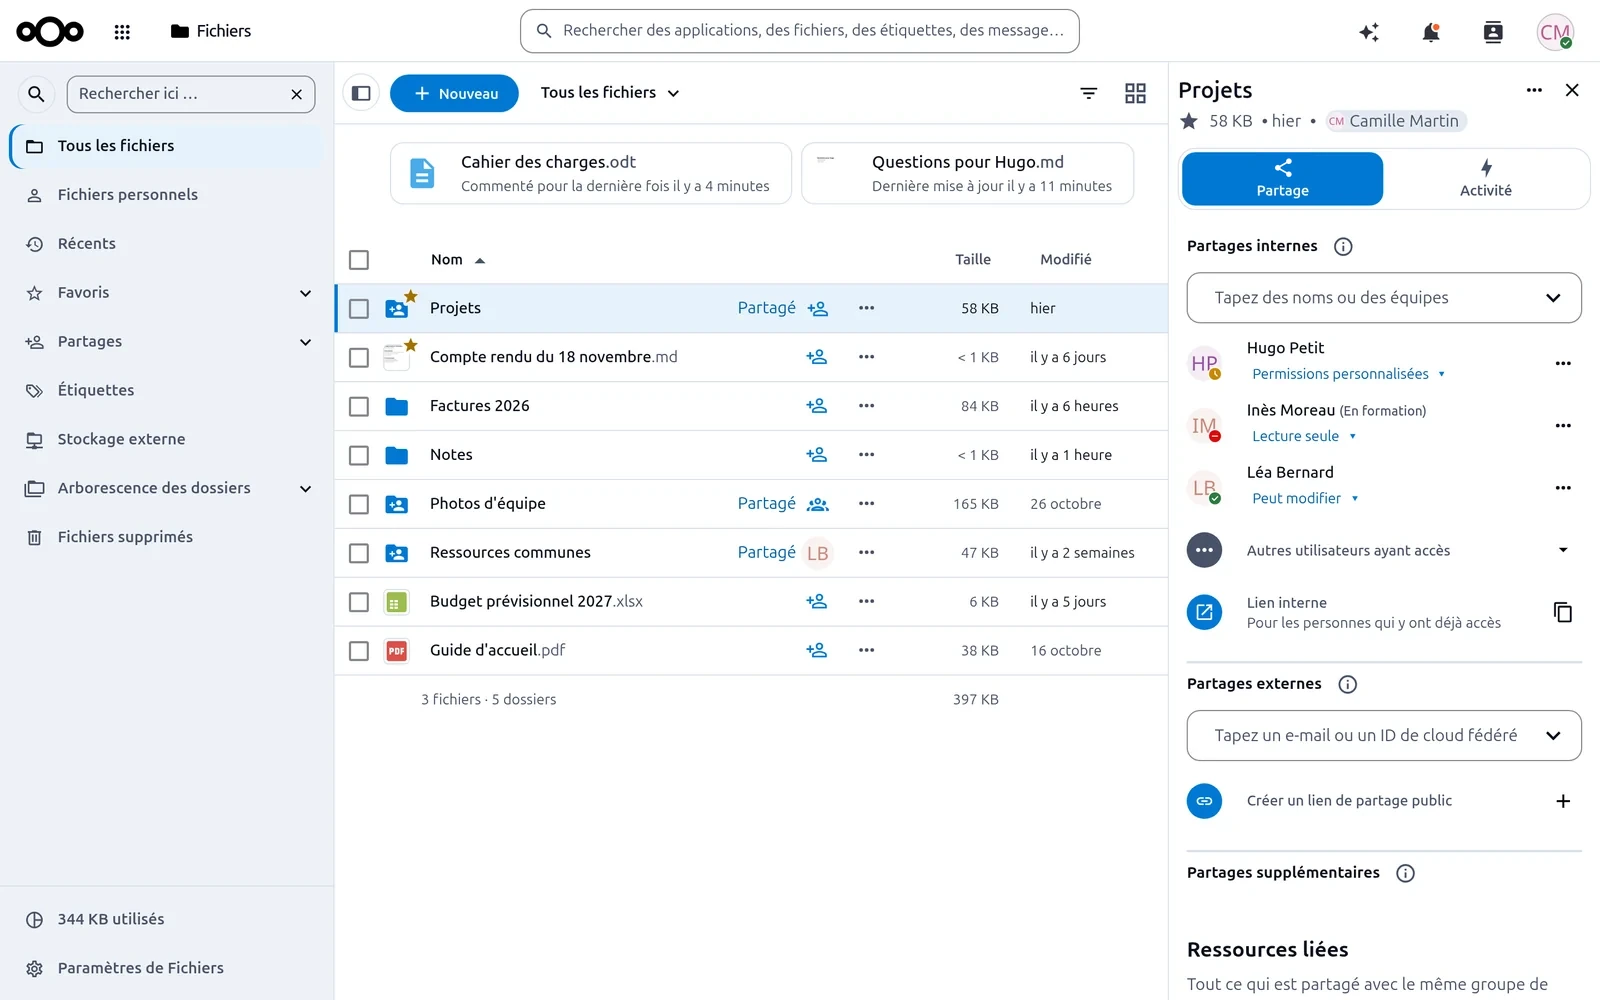 Fichiers
Rechercher des applications, des fichiers, des étiquettes, des message…
CM
Rechercher ici …
Tous les fichiers
Fichiers personnels
Récents
Favoris
Partages
Étiquettes
Stockage externe
Arborescence des dossiers
Fichiers supprimés
344 KB utilisés
Paramètres de Fichiers
Nouveau
Tous les fichiers
Cahier des charges.odt
Commenté pour la dernière fois il y a 4 minutes
Questions pour Hugo.md
Dernière mise à jour il y a 11 minutes
Nom Taille Modifié
Projets Partagé 58 KB hier
Compte rendu du 18 novembre.md < 1 KB il y a 6 jours
Factures 2026 84 KB il y a 6 heures
Notes < 1 KB il y a 1 heure
Photos d'équipe Partagé 165 KB 26 octobre
Ressources communes Partagé LB 47 KB il y a 2 semaines
Budget prévisionnel 2027.xlsx 6 KB il y a 5 jours
PDF Guide d'accueil.pdf 38 KB 16 octobre
3 fichiers · 5 dossiers 397 KB
Projets
58 KB • hier • CM Camille Martin
Partage
Activité
Partages internes
Tapez des noms ou des équipes
HP
Hugo Petit
Permissions personnalisées
IM
Inès Moreau (En formation)
Lecture seule
LB
Léa Bernard
Peut modifier
Autres utilisateurs ayant accès
Lien interne
Pour les personnes qui y ont déjà accès
Partages externes
Tapez un e-mail ou un ID de cloud fédéré
Créer un lien de partage public
Partages supplémentaires
Ressources liées
Tout ce qui est partagé avec le même groupe de